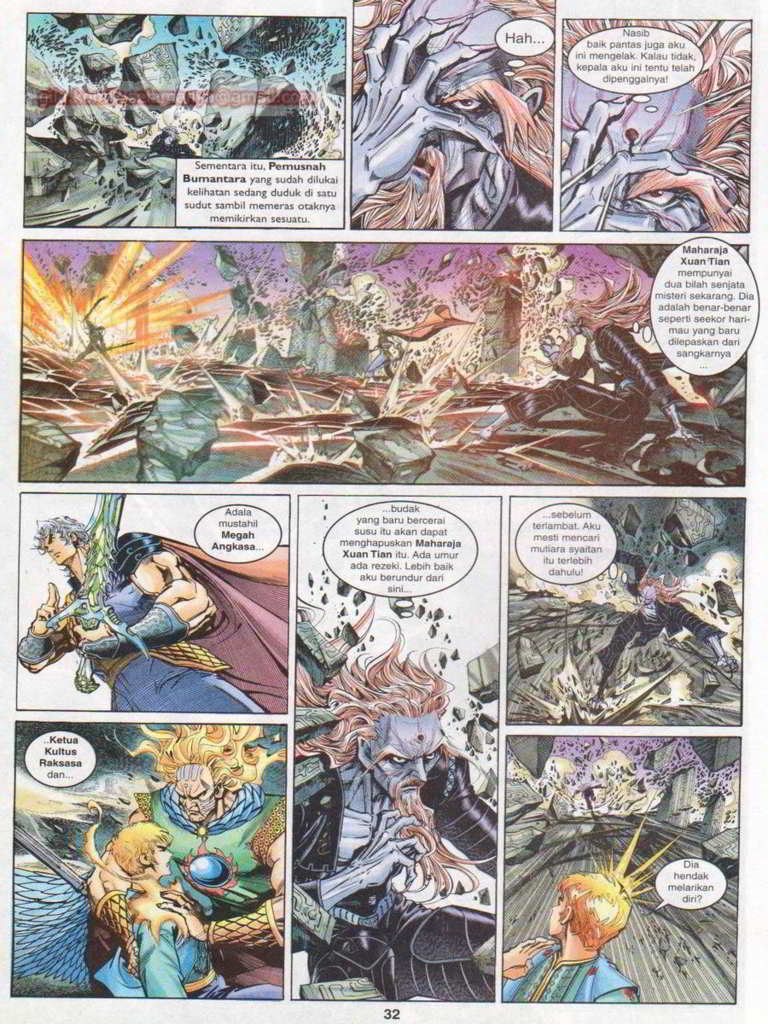 Sementara itu, Pemusnah
Bumantara yang sudah dilukai
kelihatan sedang duduk di satu
sudut sambil memeras otaknya
memikirkan sesuatu.
Hah...
Nasib
baik pantas juga aku
ini mengelak. Kalau tidak,
kepala aku ini tentu telah
dipenggalnya!
Maharaja
Xuan Tian
mempunyai
dua bilah senjata
misteri sekarang. Dia
adalah benar-benar
seperti seekor hari-
mau yang baru
dilepaskan dari
sangkarnya
...
Adala
mustahil
Megah
Angkasa...
..Ketua
Kultus
Raksasa
dan...
...budak
yang baru bercerai
susu itu akan dapat
menghapuskan Maharaja
Xuan Tian itu. Ada umur
ada rezeki. Lebih baik
aku berundur dari
sini...
...sebelum
terlambat. Aku
mesti mencari
mutiara syaitan
itu terlebih
dahulu!
Dia
hendak
melarikan
diri?
32